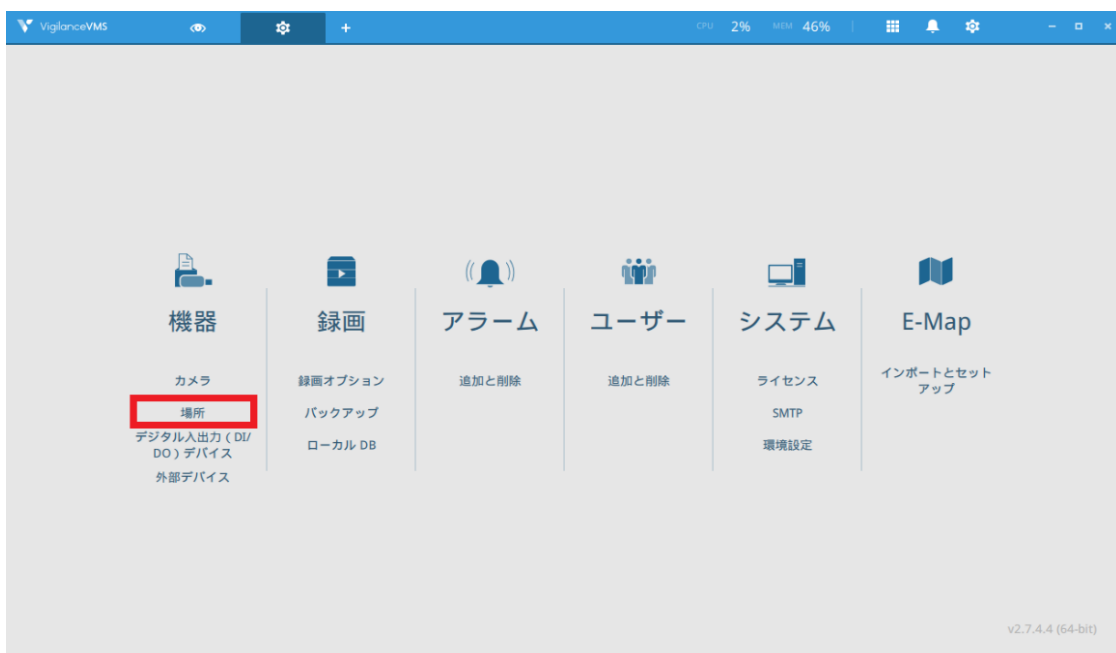 VigilanceVMS + CPU 2% MEM 46%
機器
カメラ
場所
デジタル入出力 ( DI/
DO ) デバイス
外部デバイス
録画
録画オプション
バックアップ
ローカル DB
アラーム
追加と削除
ユーザー
追加と削除
システム
ライセンス
SMTP
環境設定
E-Map
インポートとセット
アップ
v2.7.4.4 (64-bit)